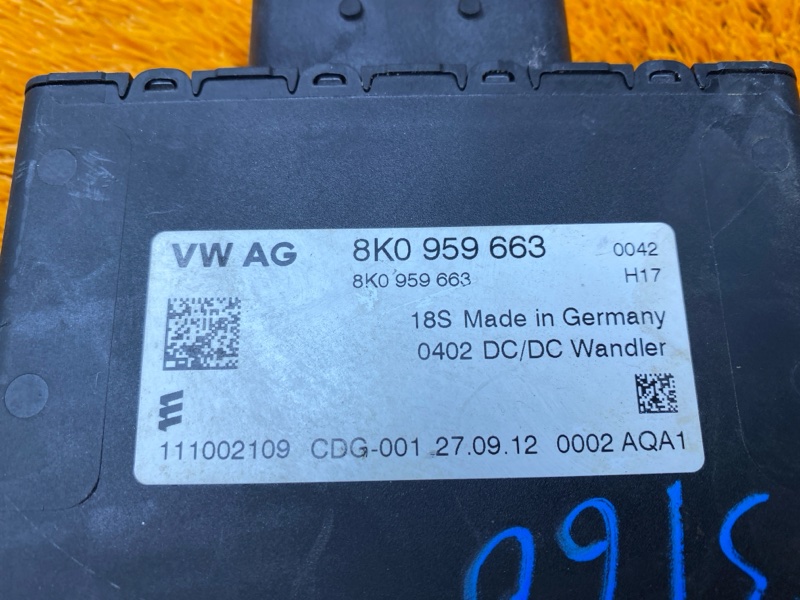 VW AG 8K0 959 663 0042
8K0 959 663 H17
18S Made in Germany
0402 DC/DC Wandler
111002109 CDG-001 27.09.12 0002 AQA1